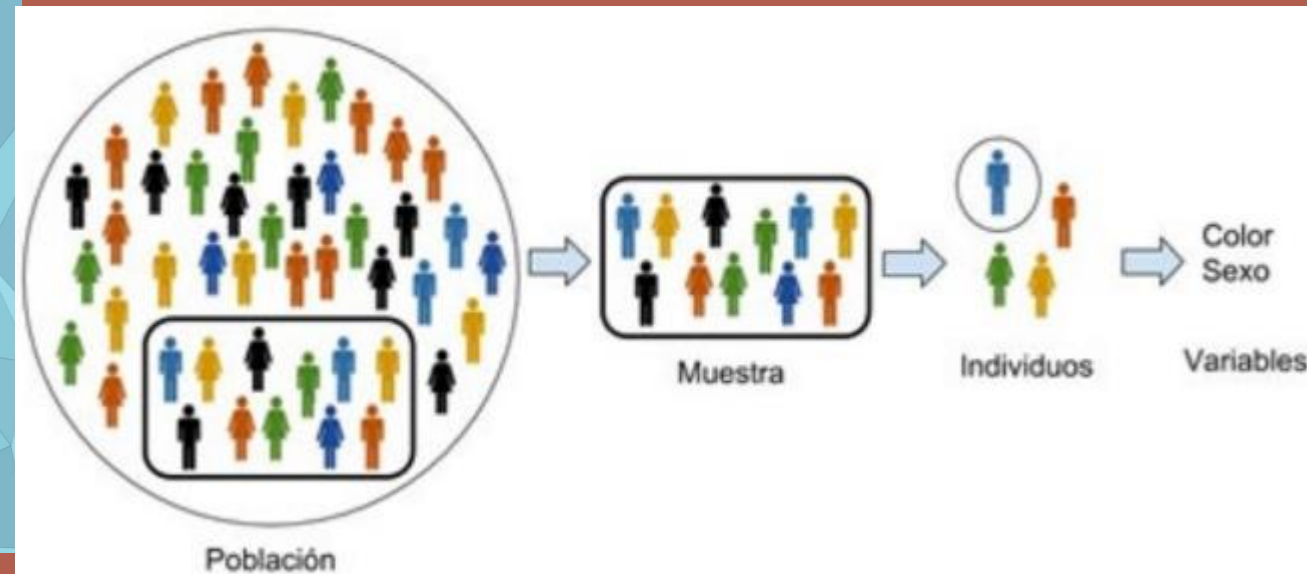 Población
Muestra
Individuos
Color
Sexo
Variables